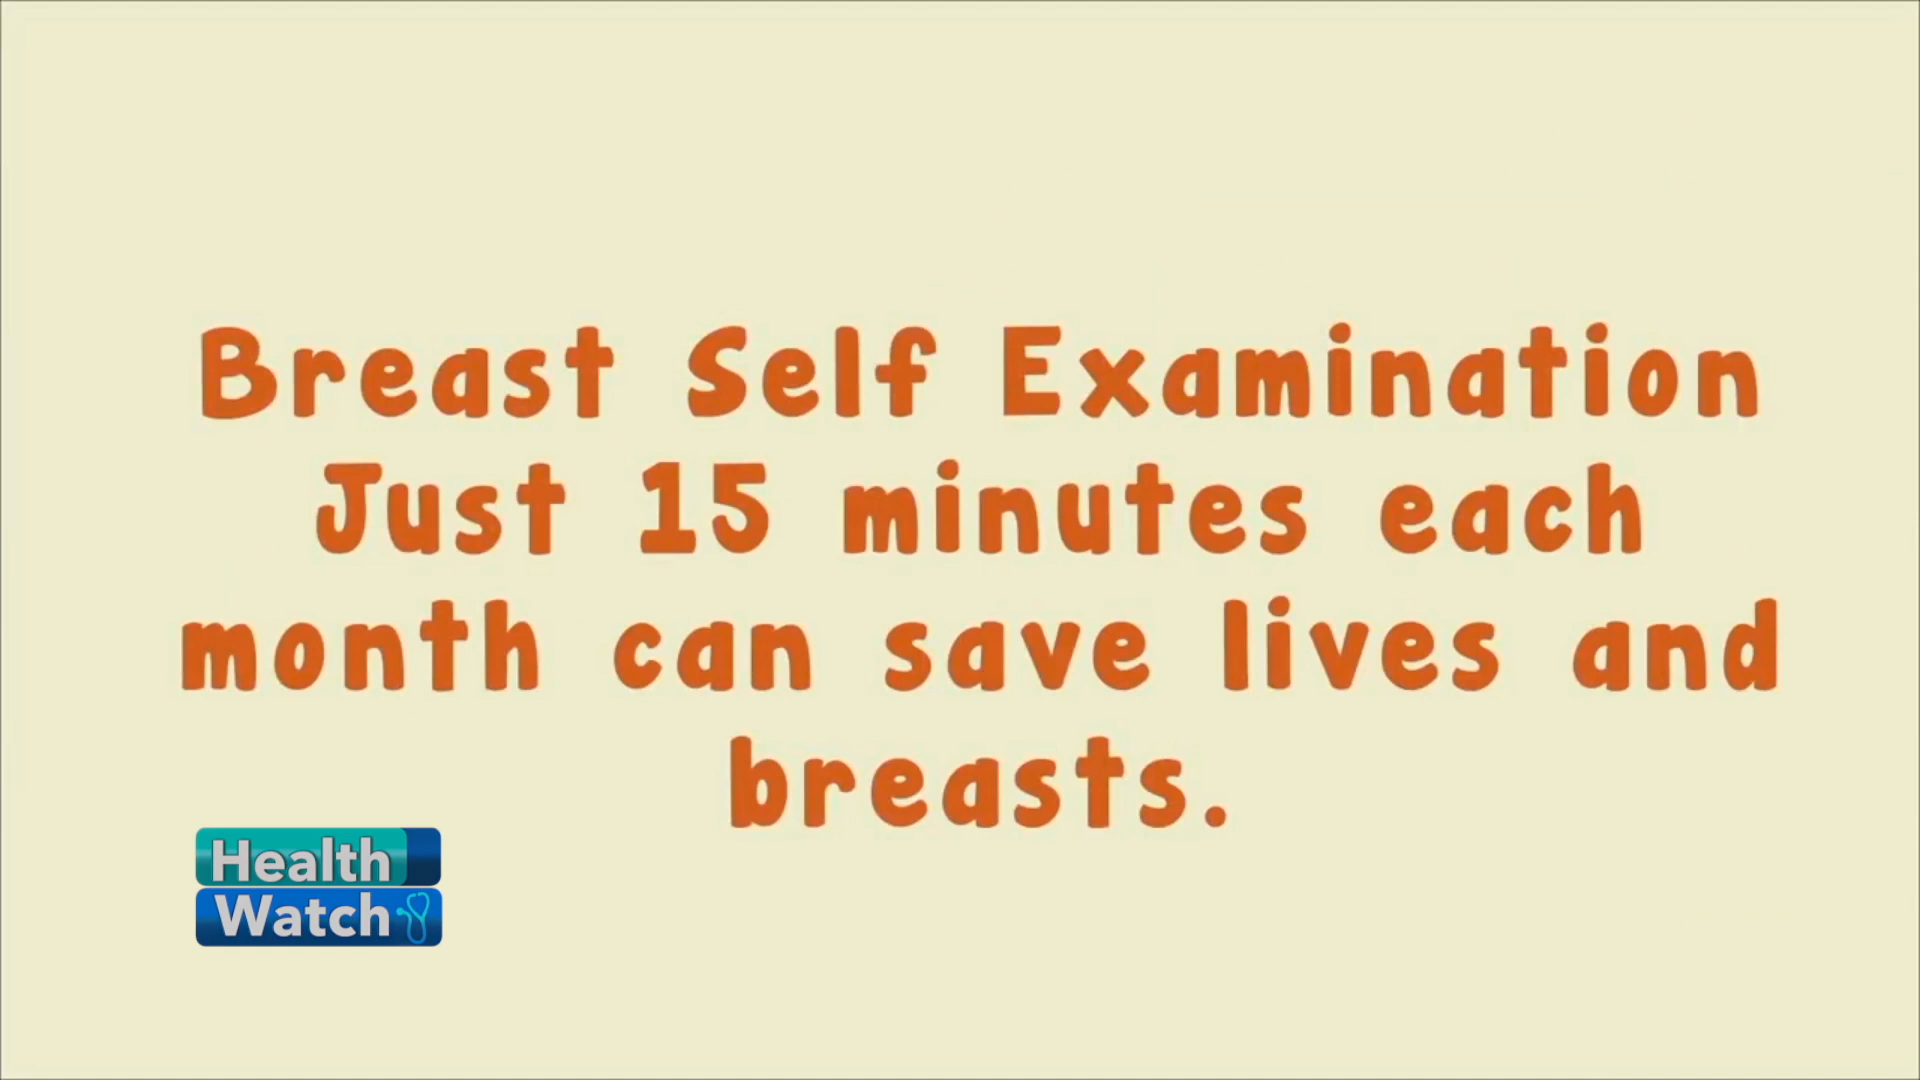 Breast Self Examination
Just 15 minutes each
month can save lives and
breasts.
Health
Watch